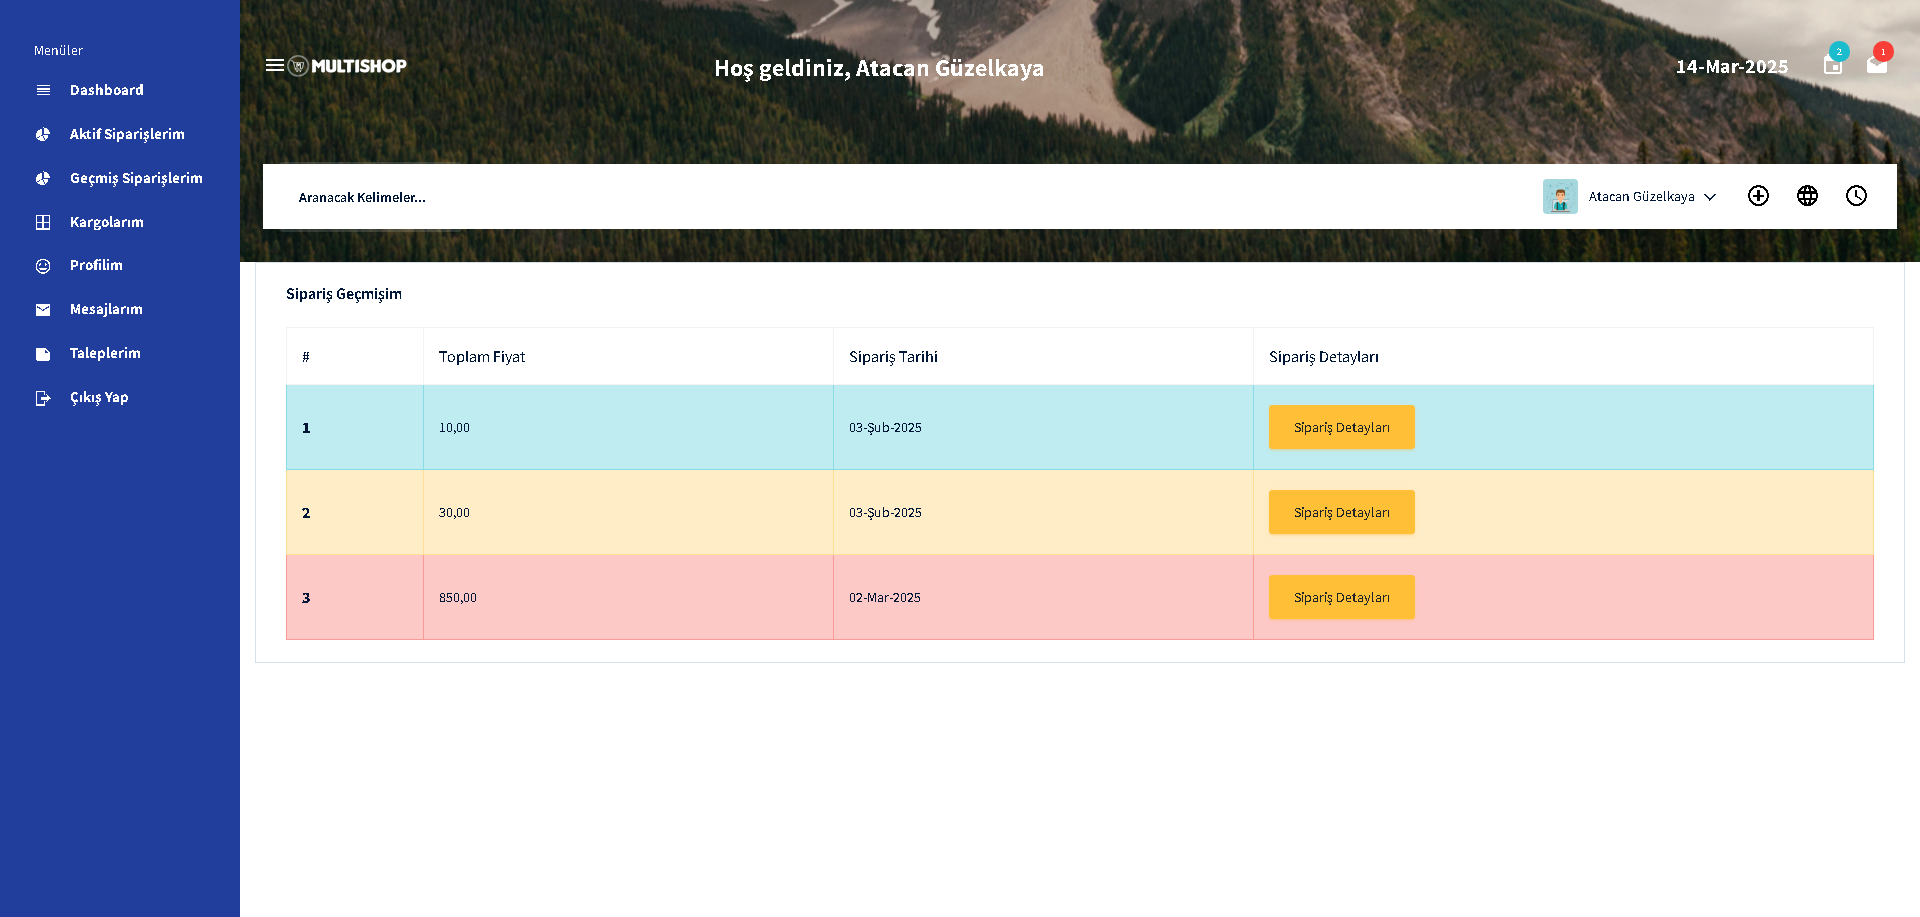 Menüler
Dashboard
Aktif Siparişlerim
Geçmiş Siparişlerim
Kargolarım
Profilim
Mesajlarım
Taleplerim
Çıkış Yap
MULTISHOP
Hoş geldiniz, Atacan Güzelkaya
14-Mar-2025
2
1
Aranacak Kelimeler...
Atacan Güzelkaya
Sipariş Geçmişim
# Toplam Fiyat Sipariş Tarihi Sipariş Detayları
1 10,00 03-Şub-2025 Sipariş Detayları
2 30,00 03-Şub-2025 Sipariş Detayları
3 850,00 02-Mar-2025 Sipariş Detayları